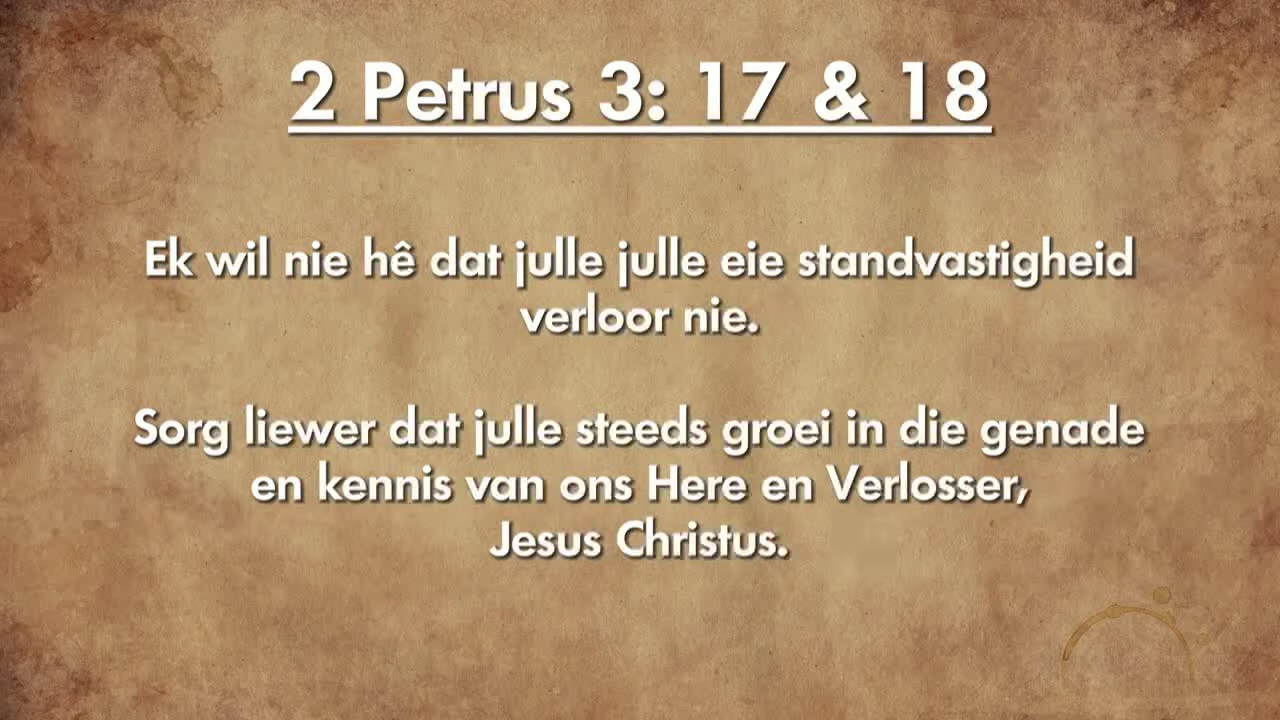 2 Petrus 3: 17 & 18
Ek wil nie hê dat julle julle eie standvastigheid
verloor nie.
Sorg liewer dat julle steeds groei in die genade
en kennis van ons Here en Verlosser,
Jesus Christus.